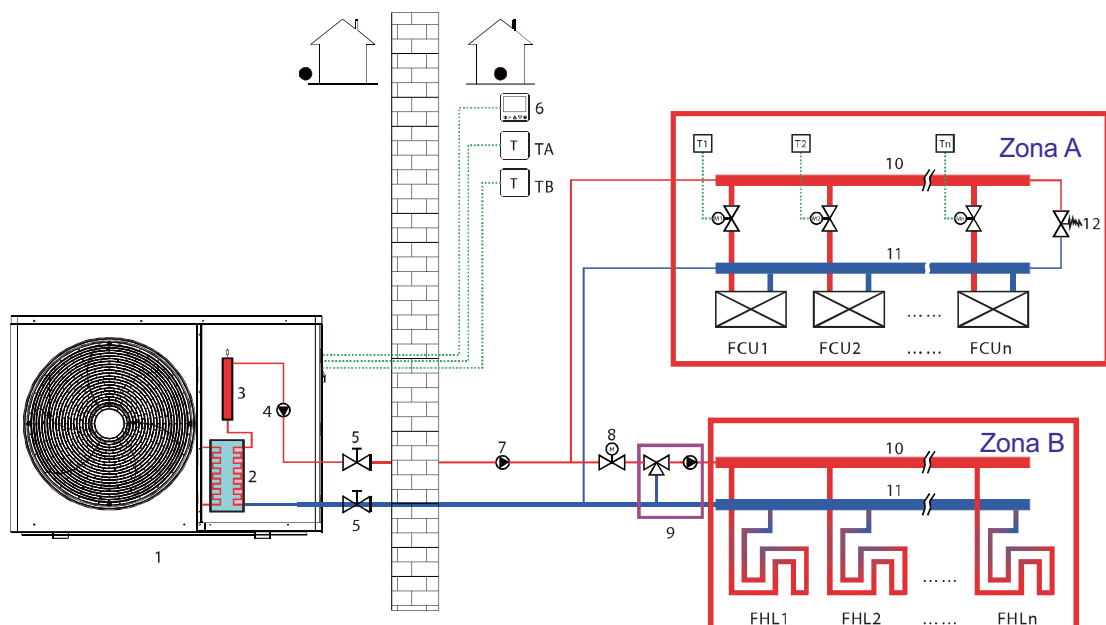 6
T TA
T TB
T1 T2 Tn Zona A
10
M1 M2 Mn
12
11
FCU1 FCU2 …… FCUn
……
3
4
2
5
5
1
7
8
M
9
Zona B
10
11
……
FHL1 FHL2 …… FHLn